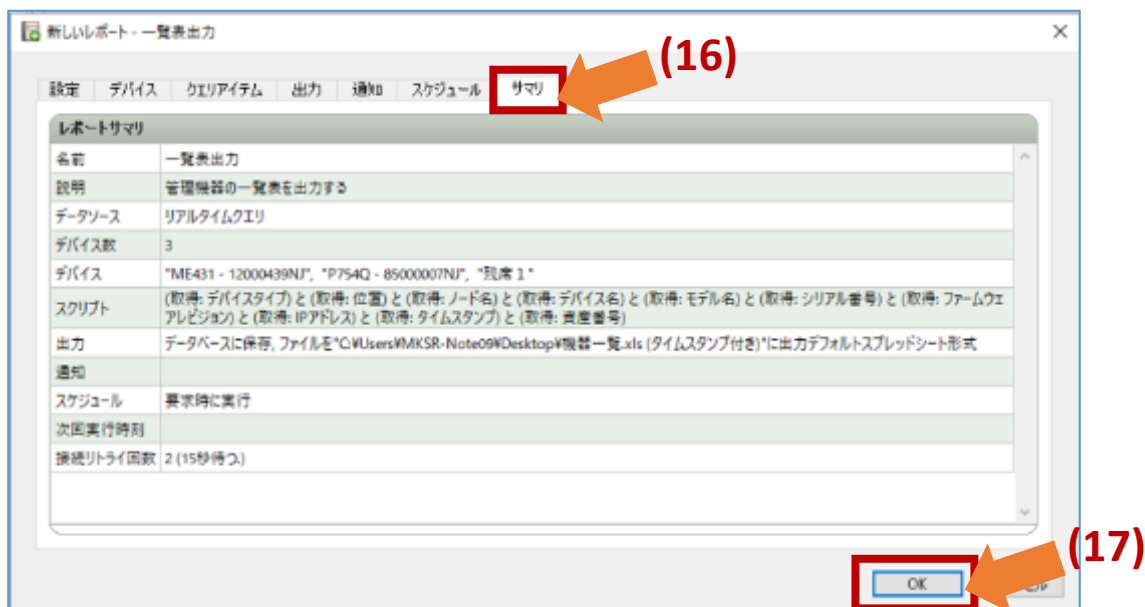 新しいレポート - 一覧表出力
(16)
設定 デバイス クエリアイテム 出力 通知 スケジュール サマリ
レポートサマリ
名前 一覧表出力
説明 管理機器の一覧表を出力する
データソース リアルタイムクエリ
デバイス数 3
デバイス "ME431 - 12000439NJ", "P754Q - 85000007NJ", "残席 1"
スクリプト (取得: デバイスタイプ) と (取得: 位置) と (取得: ノード名) と (取得: デバイス名) と (取得: モデル名) と (取得: シリアル番号) と (取得: ファームウェ
アレビジョン) と (取得: IPアドレス) と (取得: タイムスタンプ) と (取得: 資産番号)
出力 データベースに保存, ファイルを"C:¥Users¥MKSR-Note09¥Desktop¥機器一覧.xls (タイムスタンプ付き)"に出力デフォルトスプレッドシート形式
通知
スケジュール 要求時に実行
次回実行時刻
接続リトライ回数 2 (15秒待つ.)
(17)
OK